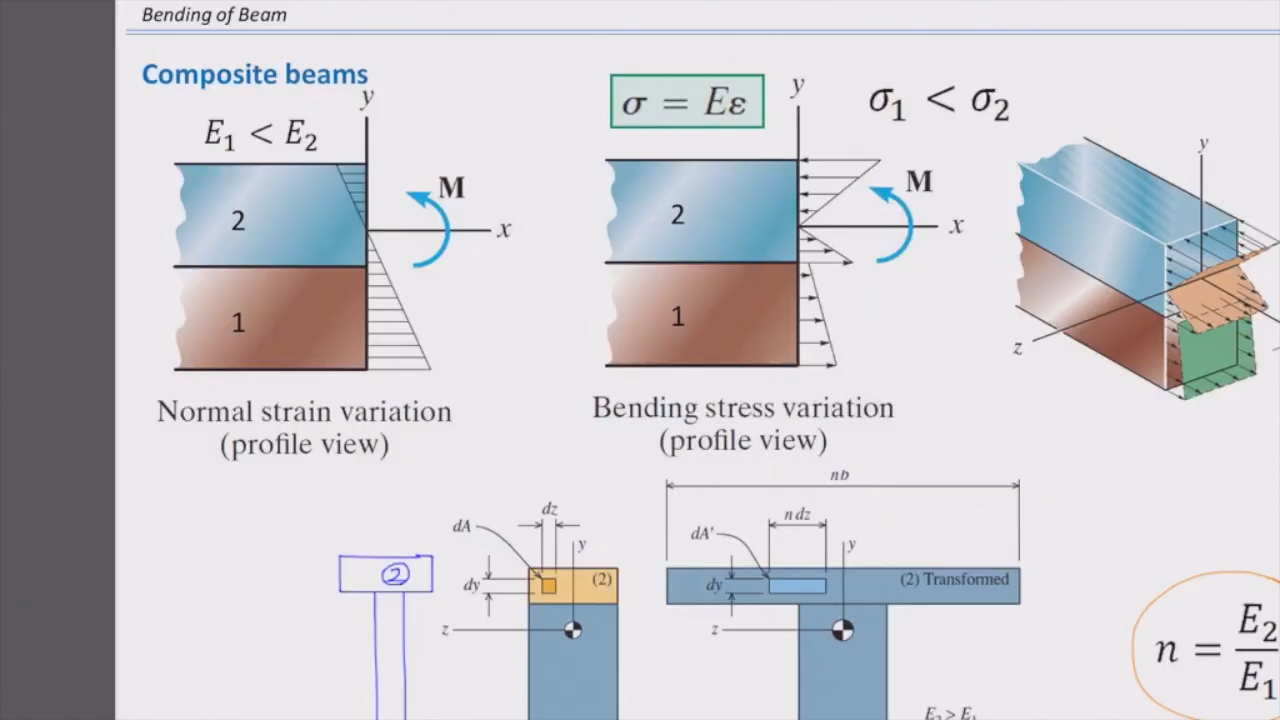 Bending of Beam
Composite beams
E₁ < E₂
y
M
x
2
1
Normal strain variation
(profile view)
σ = Eε
σ₁ < σ₂
y
M
x
2
1
Bending stress variation
(profile view)
y
z
②
dA
dz
y
dy
(2)
z
nb
n dz
dA'
y
dy
(2) Transformed
z
n = E₂/E₁
E₂ > E₁